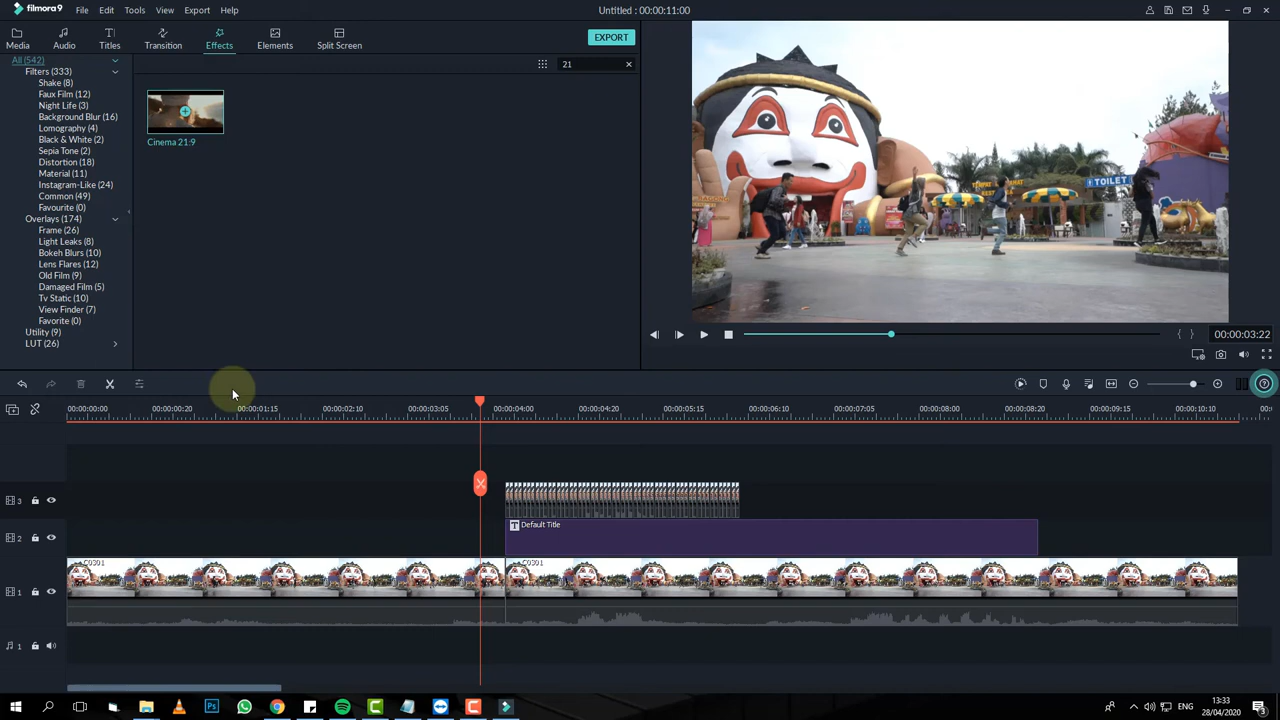 filmora9 File Edit Tools View Export Help Untitled : 00:00:11:00
Media Audio Titles Transition Effects Elements Split Screen EXPORT
21
All (542)
Filters (333)
Shake (8)
Faux Film (12)
Night Life (3)
Background Blur (16)
Lomography (4)
Black & White (2)
Sepia Tone (2)
Distortion (18)
Material (11)
Instagram-Like (24)
Common (49)
Favourite (0)
Overlays (174)
Frame (26)
Light Leaks (8)
Bokeh Blurs (10)
Lens Flares (12)
Old Film (9)
Damaged Film (5)
Tv Static (10)
View Finder (7)
Favorite (0)
Utility (9)
LUT (26)
Cinema 21:9
TOILET
00:00:03:22
00:00:00:00 00:00:00:20 00:00:01:15 00:00:02:10 00:00:03:05 00:00:04:00 00:00:04:20 00:00:05:15 00:00:06:10 00:00:07:05 00:00:08:00 00:00:08:20 00:00:09:15 00:00:10:10
3
2
T Default Title
1
C0301 C0301
1
Ps
ENG
13:33
28/04/2020
3